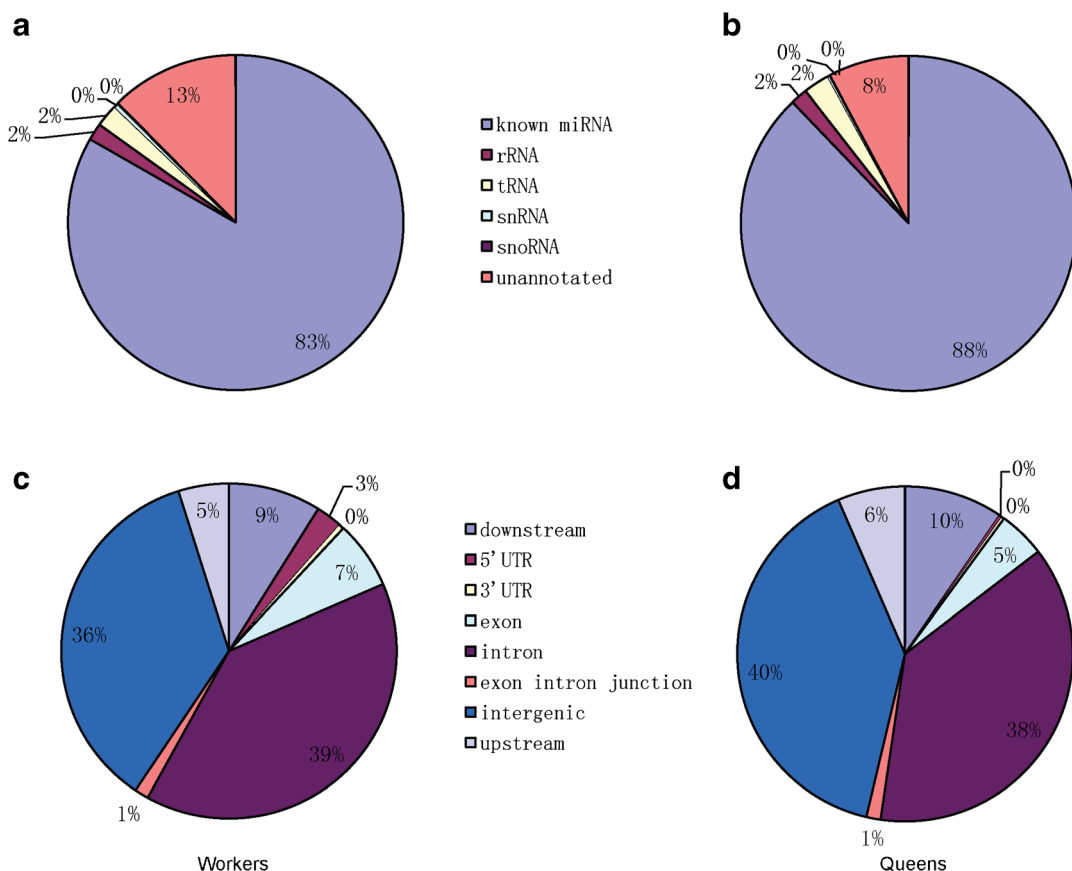 a
0%
0%
13%
2%
2%
83%
known miRNA
rRNA
tRNA
snRNA
snoRNA
unannotated
b
0%
0%
2%
2%
8%
88%
c
5%
9%
3%
0%
7%
36%
39%
1%
Workers
downstream
5'UTR
3'UTR
exon
intron
exon intron junction
intergenic
upstream
d
0%
0%
6%
10%
5%
40%
38%
1%
Queens